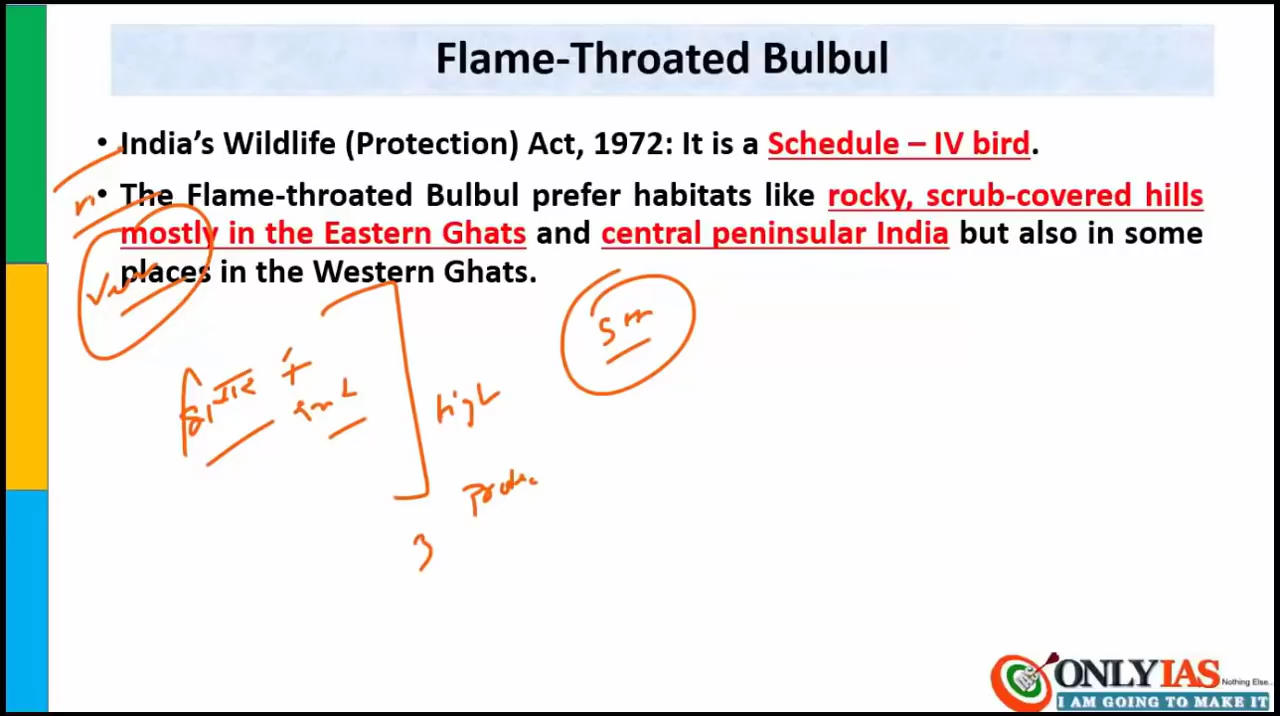 Flame-Throated Bulbul
• India's Wildlife (Protection) Act, 1972: It is a Schedule – IV bird.
• The Flame-throated Bulbul prefer habitats like rocky, scrub-covered hills
mostly in the Eastern Ghats and central peninsular India but also in some
places in the Western Ghats.
5m
high
3
ONLYIAS
Nothing Else..
I AM GOING TO MAKE IT